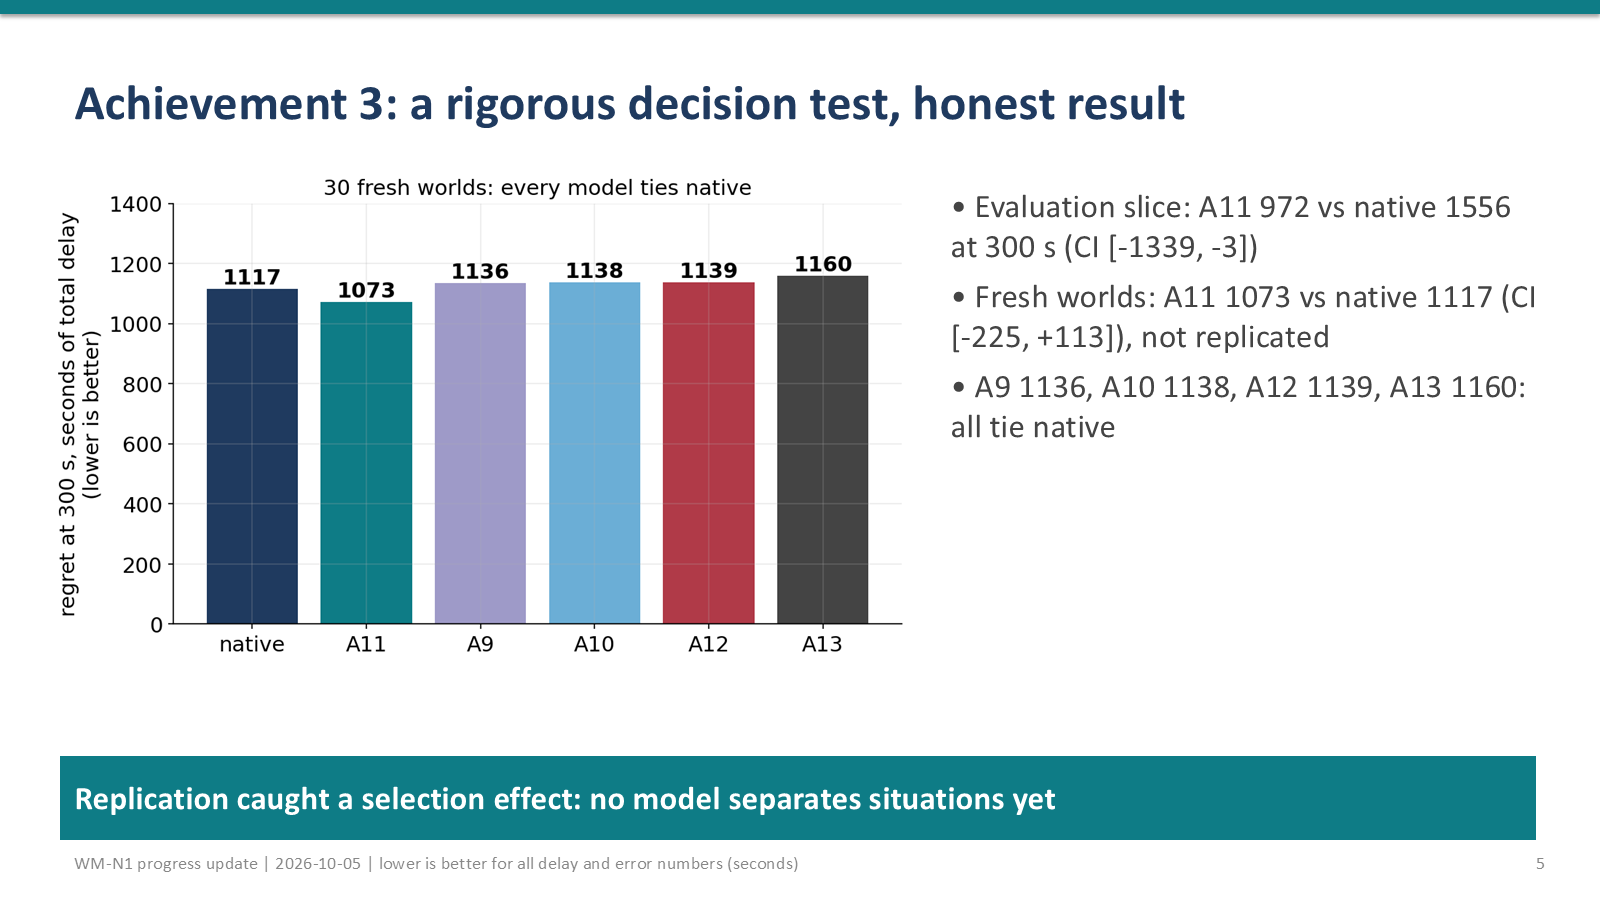 Achievement 3: a rigorous decision test, honest result
30 fresh worlds: every model ties native
regret at 300 s, seconds of total delay
(lower is better)
1400
1200
1000
800
600
400
200
0
1117
1073
1136
1138
1139
1160
native
A11
A9
A10
A12
A13
• Evaluation slice: A11 972 vs native 1556
at 300 s (CI [-1339, -3])
• Fresh worlds: A11 1073 vs native 1117 (CI
[-225, +113]), not replicated
• A9 1136, A10 1138, A12 1139, A13 1160:
all tie native
Replication caught a selection effect: no model separates situations yet
WM-N1 progress update | 2026-10-05 | lower is better for all delay and error numbers (seconds)
5